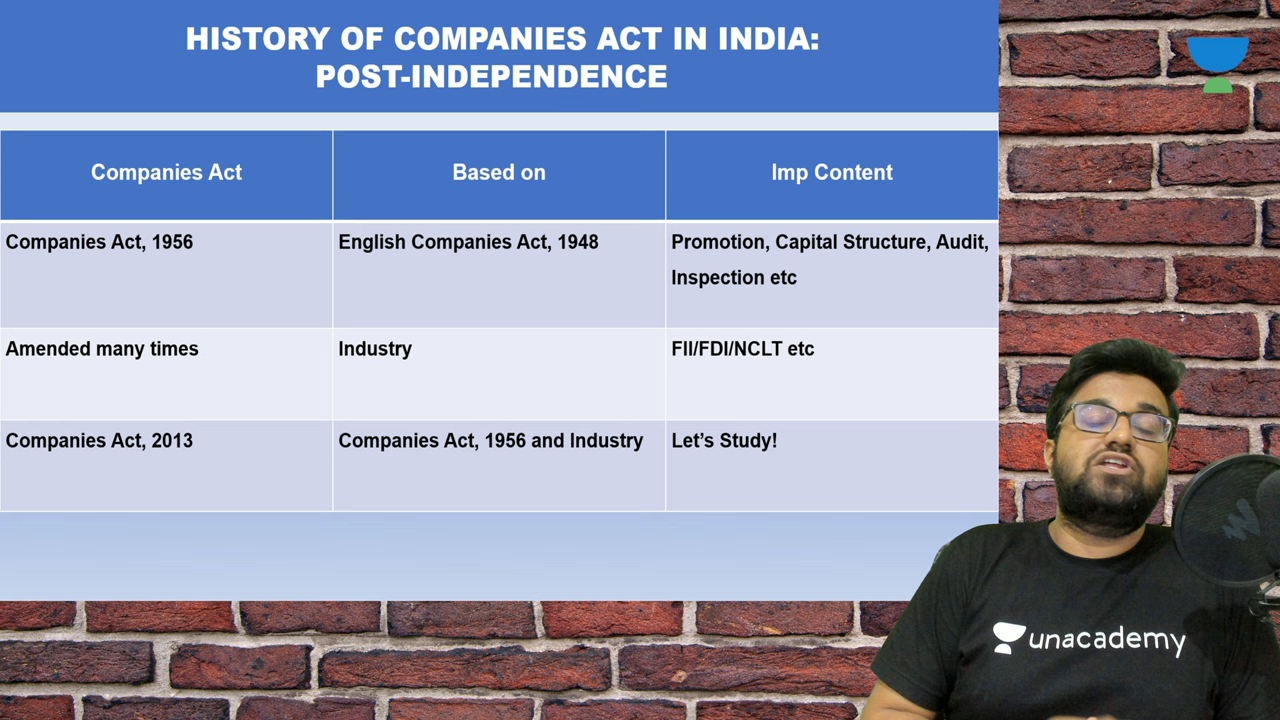 HISTORY OF COMPANIES ACT IN INDIA:
POST-INDEPENDENCE
Companies Act
Based on
Imp Content
Companies Act, 1956
English Companies Act, 1948
Promotion, Capital Structure, Audit,
Inspection etc
Amended many times
Industry
FII/FDI/NCLT etc
Companies Act, 2013
Companies Act, 1956 and Industry
Let's Study!
unacademy